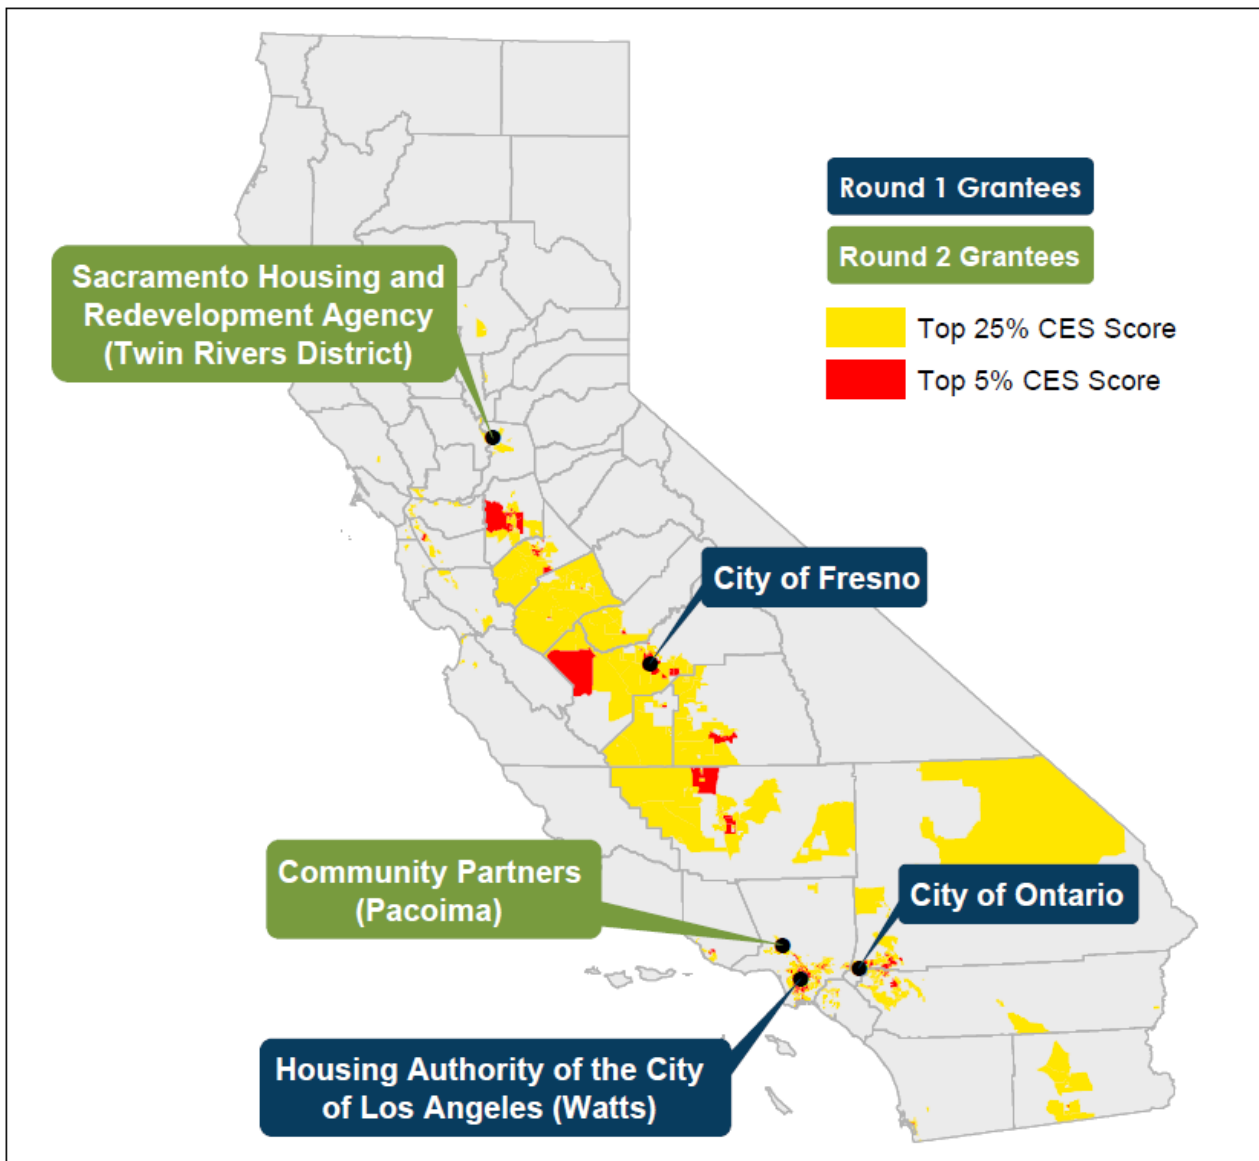 Round 1 Grantees
Round 2 Grantees
Top 25% CES Score
Top 5% CES Score
Sacramento Housing and
Redevelopment Agency
(Twin Rivers District)
City of Fresno
Community Partners
(Pacoima)
City of Ontario
Housing Authority of the City
of Los Angeles (Watts)